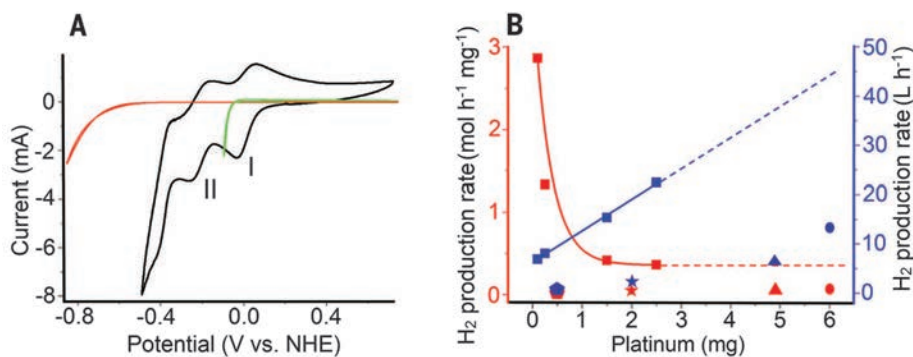 A
Current (mA)
0
-2
-4
-6
-8
I
II
-0.8
-0.4
0.0
0.4
Potential (V vs. NHE)
B
H₂ production rate (mol h⁻¹ mg⁻¹)
3
2
1
0
0
1
2
3
4
5
6
Platinum (mg)
50
40
30
20
10
0
H₂ production rate (L h⁻¹)